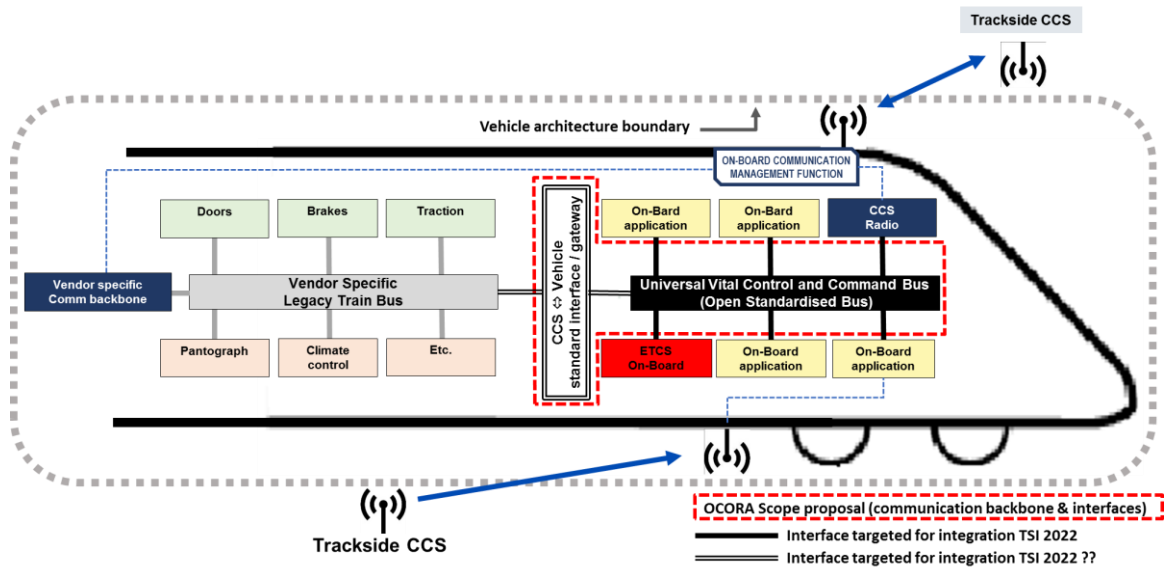 Trackside CCS
Vehicle architecture boundary
ON-BOARD COMMUNICATION
MANAGEMENT FUNCTION
Doors
Brakes
Traction
On-Bard
application
On-Bard
application
CCS
Radio
Vendor specific
Comm backbone
Vendor Specific
Legacy Train Bus
CCS ⇔ Vehicle
standard interface / gateway
Universal Vital Control and Command Bus
(Open Standardised Bus)
Pantograph
Climate
control
Etc.
ETCS
On-Board
On-Board
application
On-Board
application
Trackside CCS
OCORA Scope proposal (communication backbone & interfaces)
Interface targeted for integration TSI 2022
Interface targeted for integration TSI 2022 ??